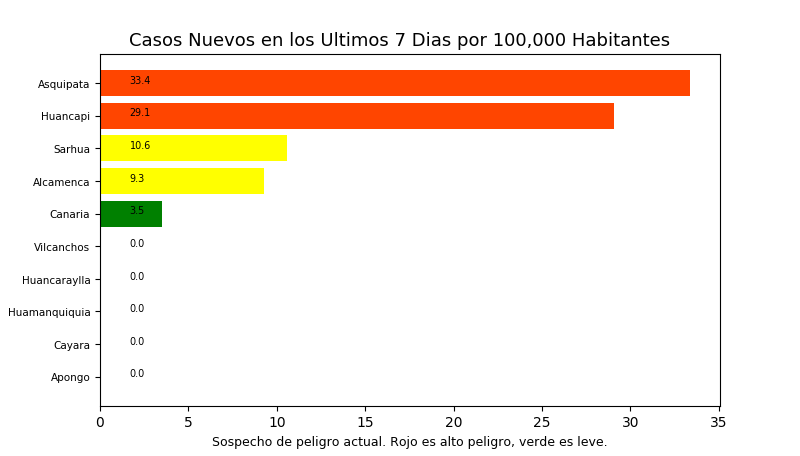 Casos Nuevos en los Ultimos 7 Dias por 100,000 Habitantes
Asquipata 33.4
Huancapi 29.1
Sarhua 10.6
Alcamenca 9.3
Canaria 3.5
Vilcanchos 0.0
Huancaraylla 0.0
Huamanquiquia 0.0
Cayara 0.0
Apongo 0.0
0 5 10 15 20 25 30 35
Sospecho de peligro actual. Rojo es alto peligro, verde es leve.